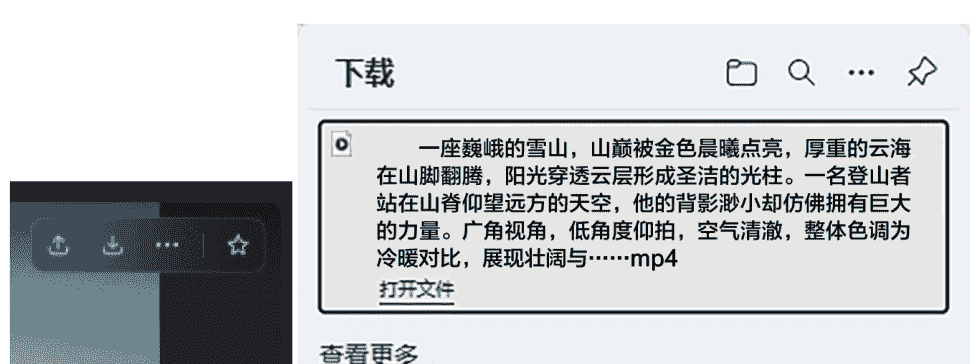 下载
一座巍峨的雪山，山巅被金色晨曦点亮，厚重的云海
在山脚翻腾，阳光穿透云层形成圣洁的光柱。一名登山者
站在山脊仰望远方的天空，他的背影渺小却仿佛拥有巨大
的力量。广角视角，低角度仰拍，空气清澈，整体色调为
冷暖对比，展现壮阔与……mp4
打开文件
查看更多